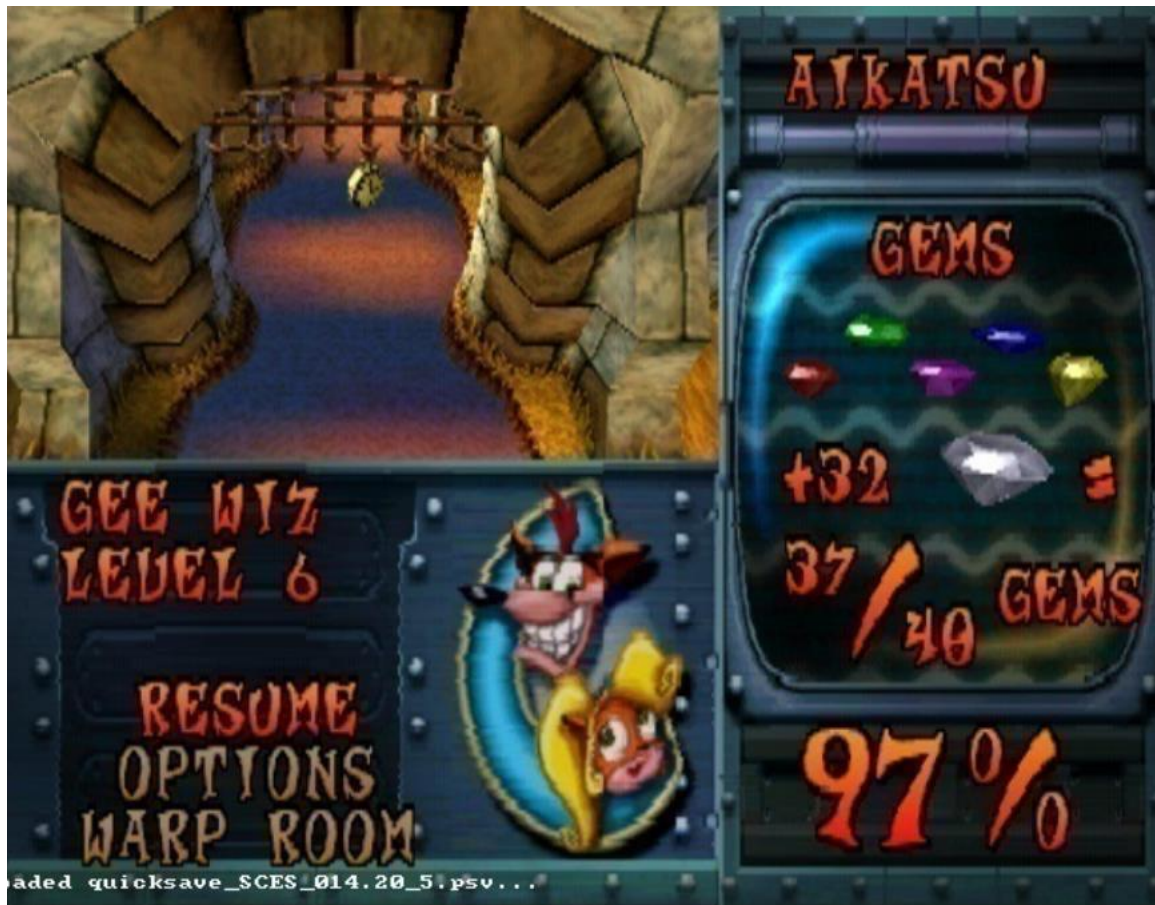 AIKATSU
GEMS
+32 =
37/40 GEMS
97%
GEE WIZ
LEVEL 6
RESUME
OPTIONS
WARP ROOM
aded quicksave_SCES_014.20_5.psv...